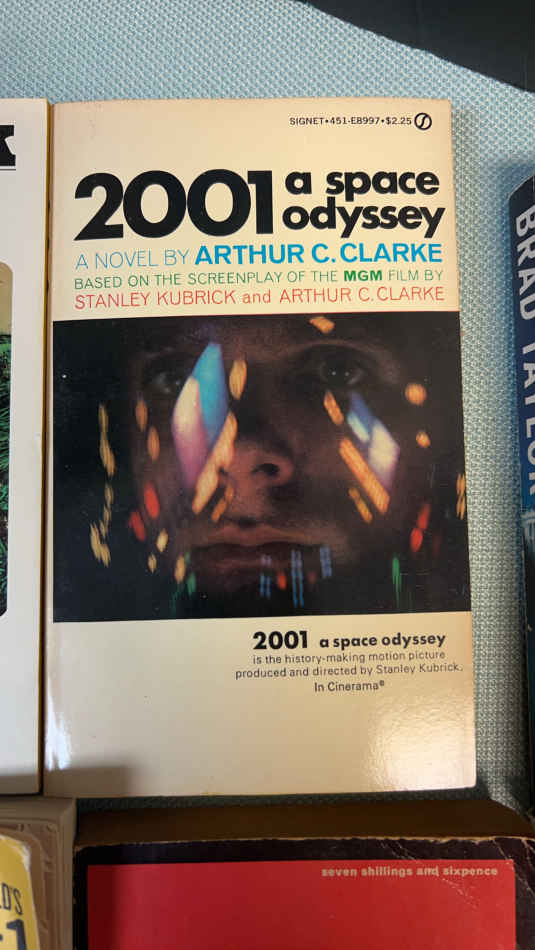 SIGNET•451-E8997•$2.25
2001 a space
odyssey
A NOVEL BY ARTHUR C. CLARKE
BASED ON THE SCREENPLAY OF THE MGM FILM BY
STANLEY KUBRICK and ARTHUR C. CLARKE
2001 a space odyssey
is the history-making motion picture
produced and directed by Stanley Kubrick.
In Cinerama®
BRAD TAYLOR
seven shillings and sixpence